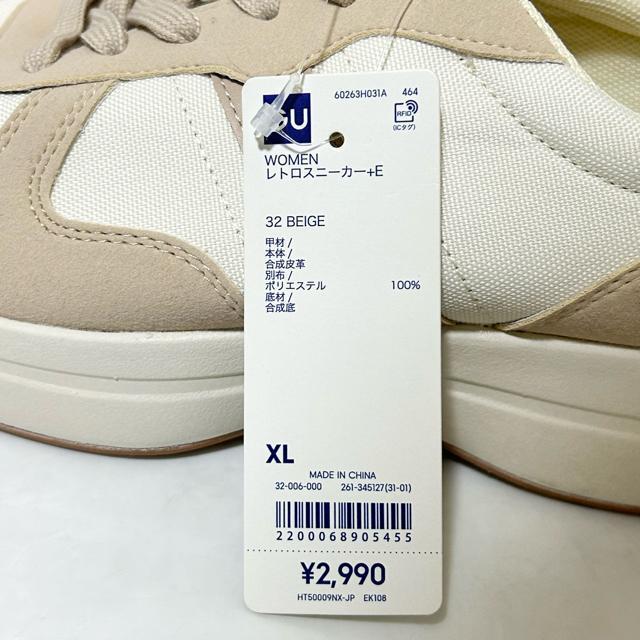 60263H031A 464
GU
RFID
(ICタグ)
WOMEN
レトロスニーカー+E
32 BEIGE
甲材 /
本体 /
合成皮革
別布 /
ポリエステル 100%
底材 /
合成底
XL
MADE IN CHINA
32-006-000 261-345127(31-01)
2200068905455
¥2,990
HT50009NX-JP EK108